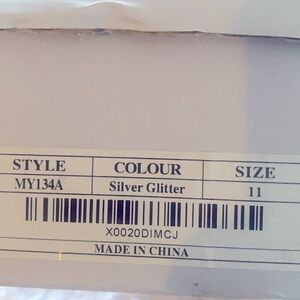 STYLE COLOUR SIZE
MY134A Silver Glitter 11
X0020DIMCJ
MADE IN CHINA